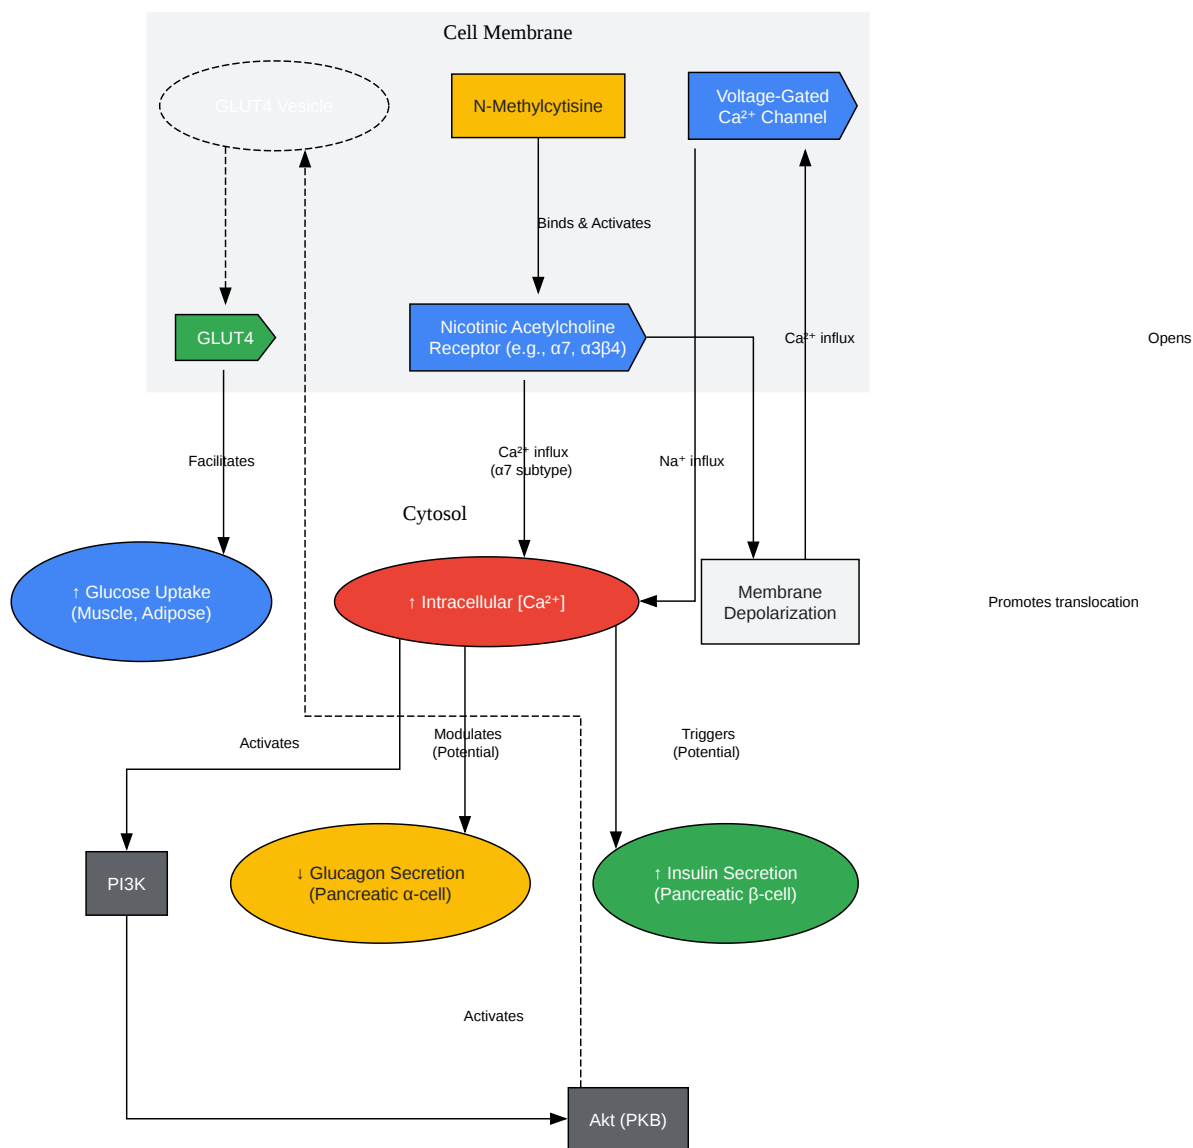 Cell Membrane
GLUT4 Vesicle
N-Methylcytisine
Voltage-Gated
Ca²⁺ Channel
Binds & Activates
GLUT4
Nicotinic Acetylcholine
Receptor (e.g., α7, α3β4)
Ca²⁺ influx
Opens
Facilitates
Ca²⁺ influx
(α7 subtype)
Na⁺ influx
Cytosol
↑ Glucose Uptake
(Muscle, Adipose)
↑ Intracellular [Ca²⁺]
Membrane
Depolarization
Promotes translocation
Activates
Modulates
(Potential)
Triggers
(Potential)
PI3K
↓ Glucagon Secretion
(Pancreatic α-cell)
↑ Insulin Secretion
(Pancreatic β-cell)
Activates
Akt (PKB)